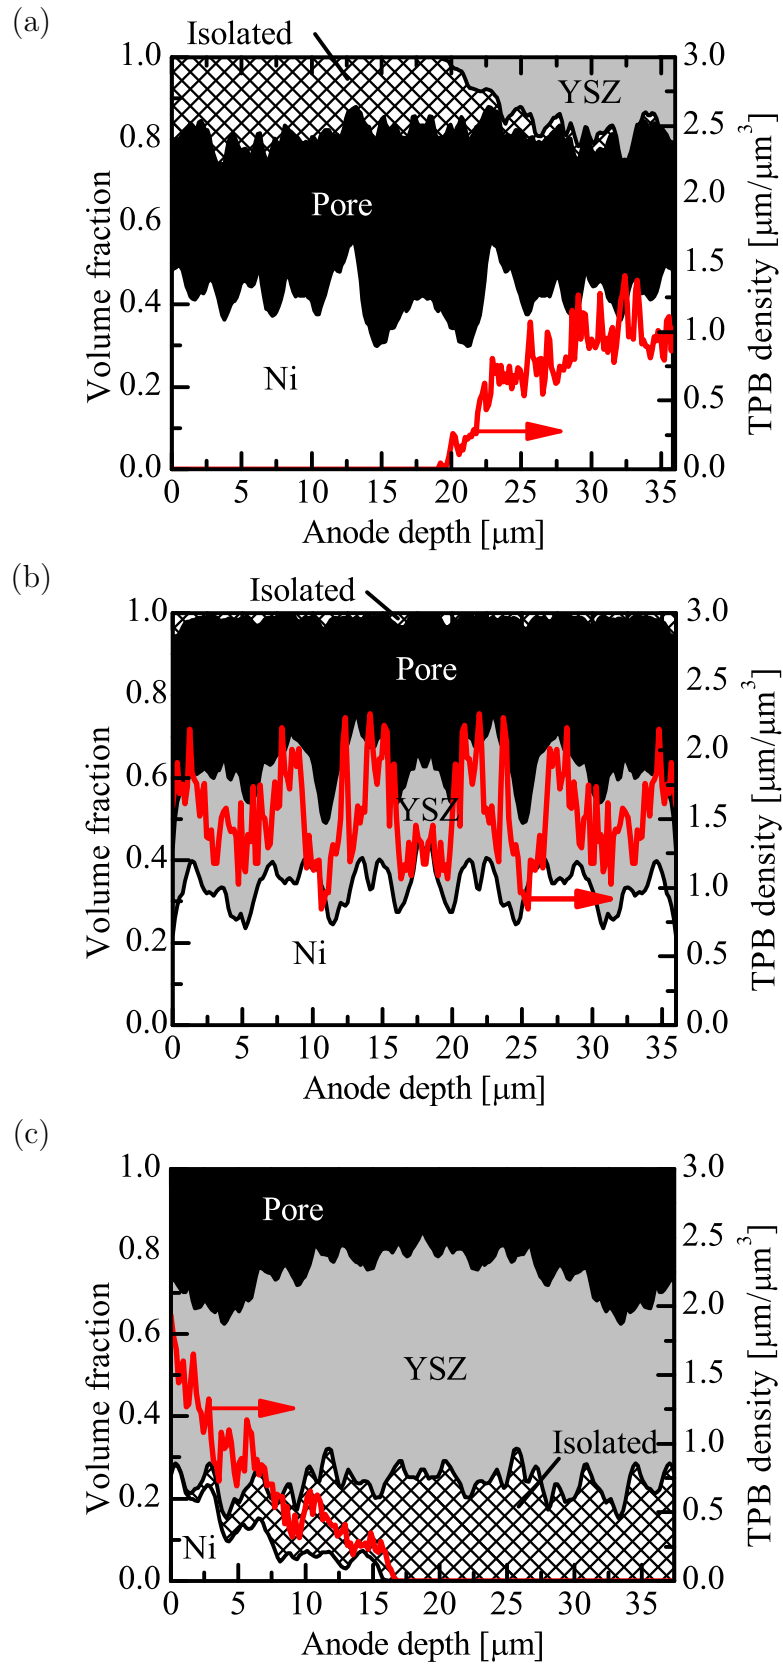 (a)
Isolated
1.0
0.8
0.6
0.4
0.2
0.0
Volume fraction
YSZ
Pore
Ni
3.0
2.5
2.0
1.5
1.0
0.5
0.0
TPB density [μm/μm³]
0 5 10 15 20 25 30 35
Anode depth [μm]
(b)
Isolated
1.0
0.8
0.6
0.4
0.2
0.0
Volume fraction
Pore
YSZ
Ni
3.0
2.5
2.0
1.5
1.0
0.5
0.0
TPB density [μm/μm³]
0 5 10 15 20 25 30 35
Anode depth [μm]
(c)
1.0
0.8
0.6
0.4
0.2
0.0
Volume fraction
Pore
YSZ
Isolated
Ni
3.0
2.5
2.0
1.5
1.0
0.5
0.0
TPB density [μm/μm³]
0 5 10 15 20 25 30 35
Anode depth [μm]